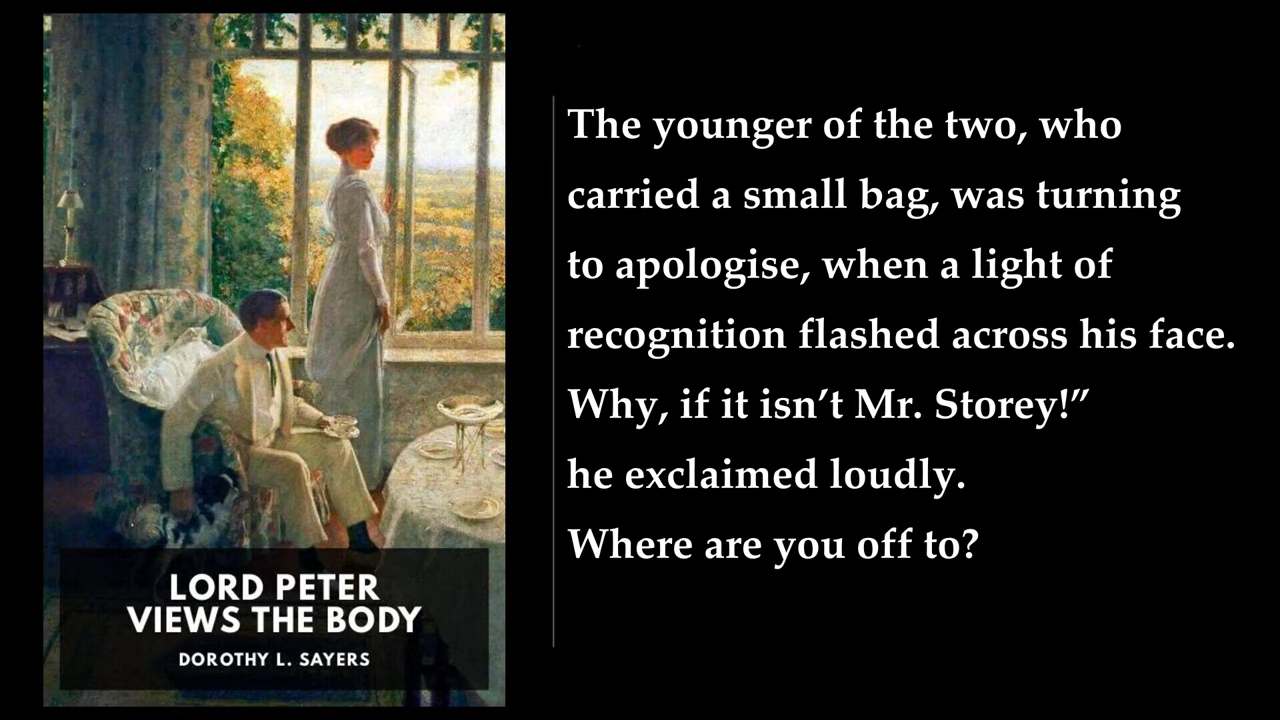 LORD PETER
VIEWS THE BODY
DOROTHY L. SAYERS
The younger of the two, who
carried a small bag, was turning
to apologise, when a light of
recognition flashed across his face.
Why, if it isn’t Mr. Storey!”
he exclaimed loudly.
Where are you off to?